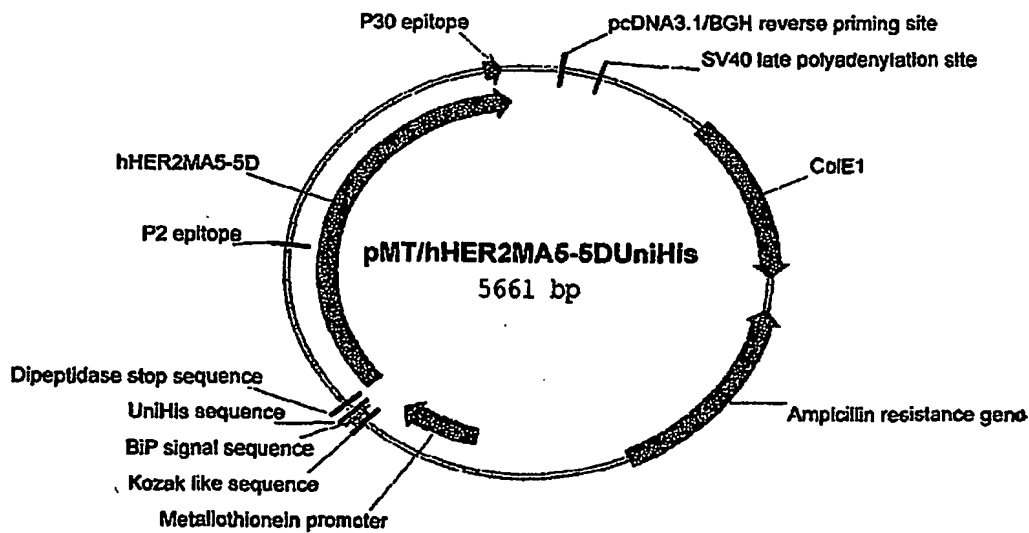 P30 epitope
pcDNA3.1/BGH reverse priming site
SV40 late polyadenylation site
hHER2MA5-5D
ColE1
P2 epitope
pMT/hHER2MA5-5DUniHis
5661 bp
Dipeptidase stop sequence
UniHis sequence
Ampicillin resistance gene
BiP signal sequence
Kozak like sequence
Metallothionein promoter